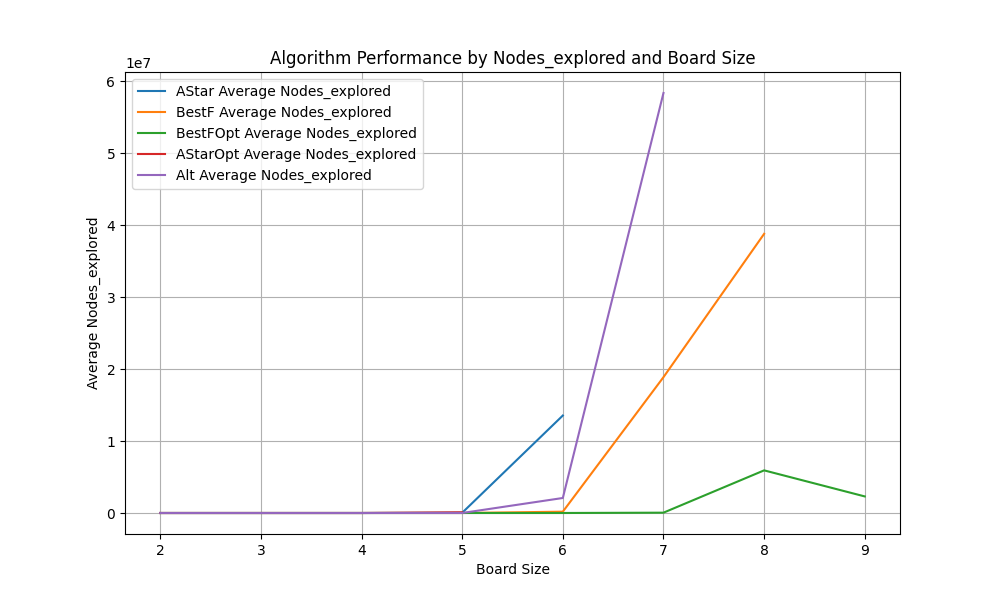 Algorithm Performance by Nodes_explored and Board Size
1e7
AStar Average Nodes_explored
BestF Average Nodes_explored
BestFOpt Average Nodes_explored
AStarOpt Average Nodes_explored
Alt Average Nodes_explored
6
5
4
3
2
1
0
Average Nodes_explored
2 3 4 5 6 7 8 9
Board Size